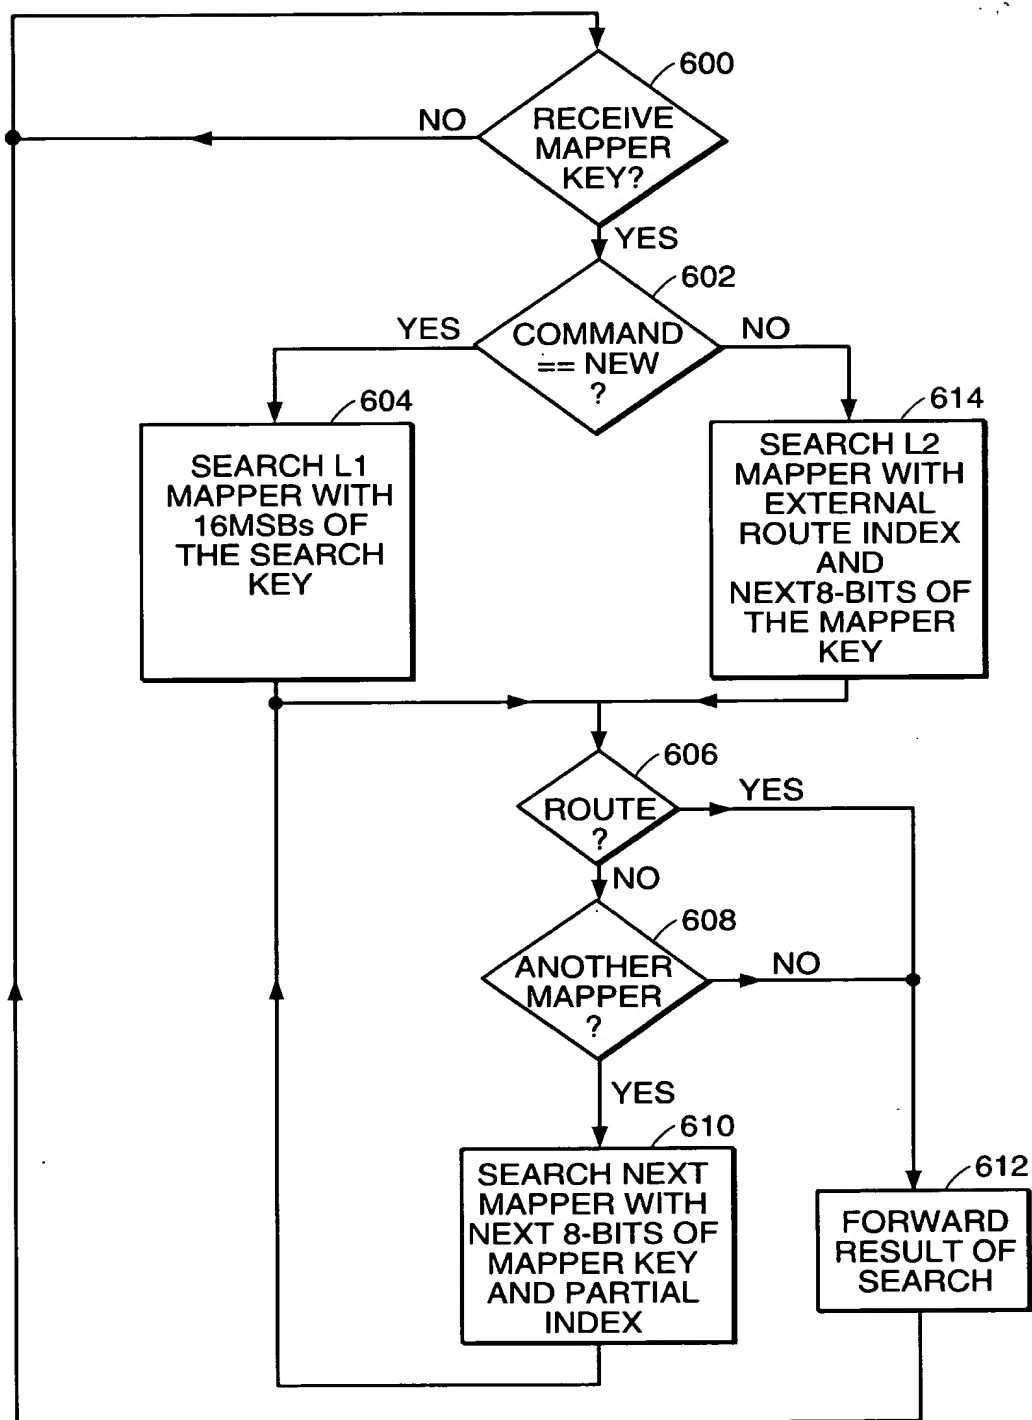 600
NO
RECEIVE
MAPPER
KEY?
YES
602
YES
COMMAND
== NEW
?
NO
604
SEARCH L1
MAPPER WITH
16MSBs OF
THE SEARCH
KEY
614
SEARCH L2
MAPPER WITH
EXTERNAL
ROUTE INDEX
AND
NEXT8-BITS OF
THE MAPPER
KEY
606
ROUTE
?
YES
NO
608
ANOTHER
MAPPER
?
NO
YES
610
SEARCH NEXT
MAPPER WITH
NEXT 8-BITS OF
MAPPER KEY
AND PARTIAL
INDEX
612
FORWARD
RESULT OF
SEARCH